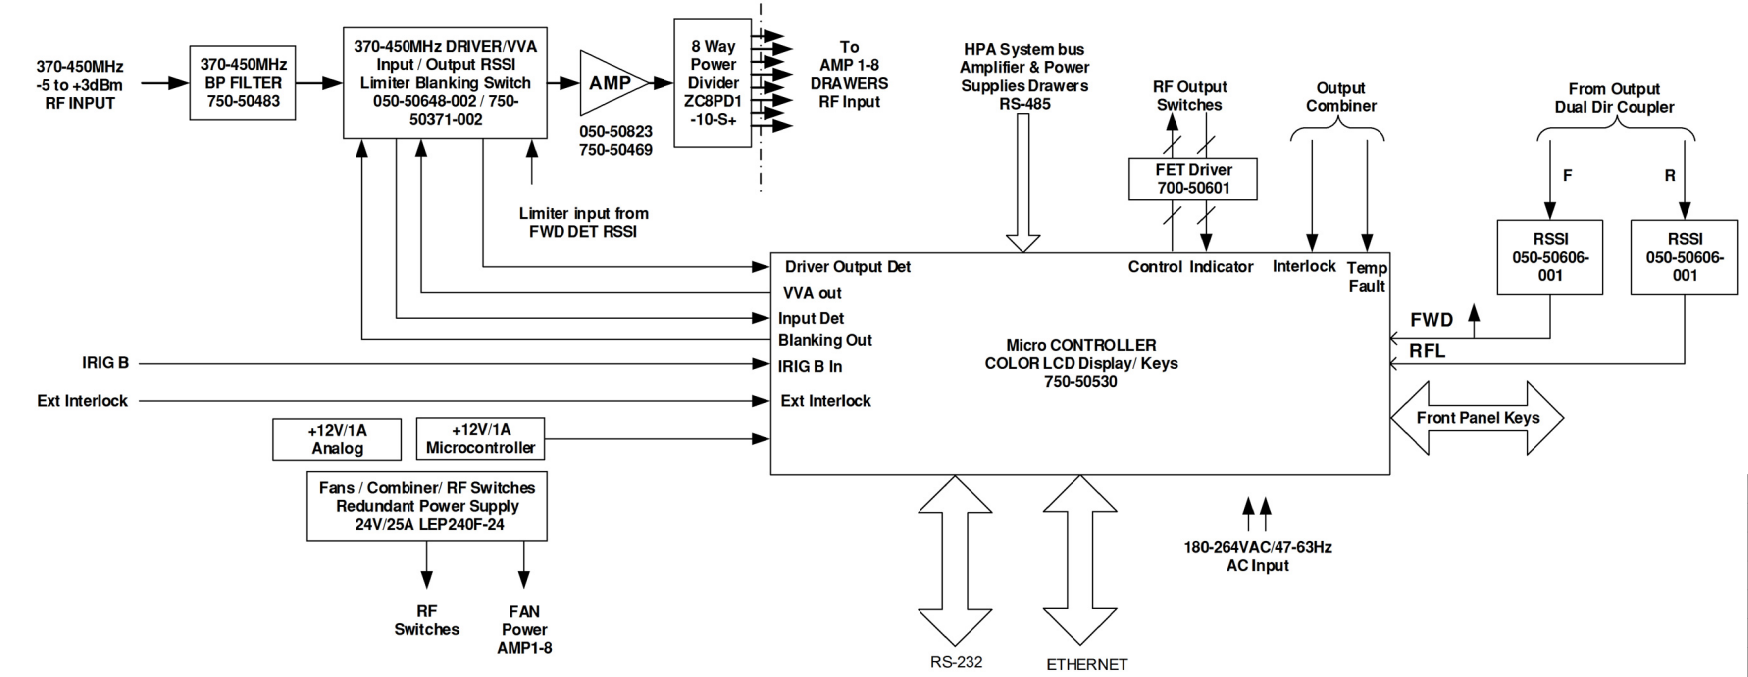 370-450MHz
-5 to +3dBm
RF INPUT
370-450MHz
BP FILTER
750-50483
370-450MHz DRIVER/VVA
Input / Output RSSI
Limiter Blanking Switch
050-50648-002 / 750-
50371-002
AMP
050-50823
750-50469
8 Way
Power
Divider
ZC8PD1
-10-S+
To
AMP 1-8
DRAWERS
RF Input
HPA System bus
Amplifier & Power
Supplies Drawers
RS-485
RF Output
Switches
FET Driver
700-50601
Output
Combiner
From Output
Dual Dir Coupler
F
R
RSSI
050-50606-
001
RSSI
050-50606-
001
Limiter input from
FWD DET RSSI
Driver Output Det
VVA out
Input Det
Blanking Out
IRIG B In
Ext Interlock
Control Indicator
Interlock
Temp
Fault
Micro CONTROLLER
COLOR LCD Display/ Keys
750-50530
FWD
RFL
Front Panel Keys
IRIG B
Ext Interlock
+12V/1A
Analog
+12V/1A
Microcontroller
Fans / Combiner/ RF Switches
Redundant Power Supply
24V/25A LEP240F-24
RF
Switches
FAN
Power
AMP1-8
180-264VAC/47-63Hz
AC Input
RS-232
ETHERNET